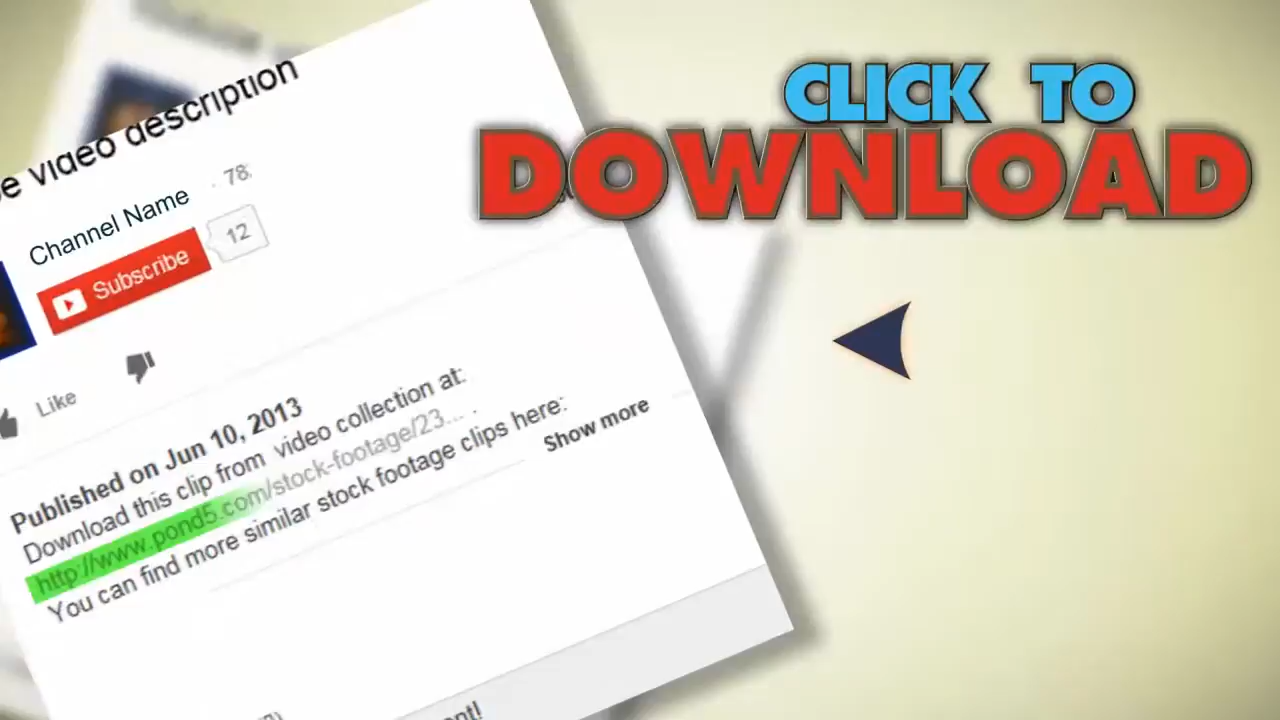 CLICK TO
DOWNLOAD
video description
Channel Name
Subscribe
12
Like
Published on Jun 10, 2013
Download this clip from video collection at:
http://www.pond5.com/stock-footage/23...
You can find more similar stock footage clips here:
Show more